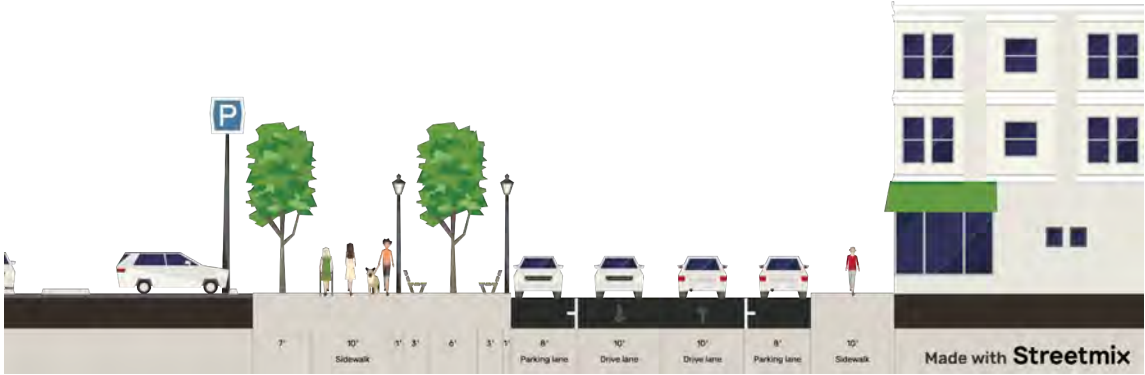 P
7'
10'
1'
3'
6'
3'
1'
8'
10'
10'
8'
10'
Sidewalk
Parking lane
Drive lane
Drive lane
Parking lane
Sidewalk
Made with Streetmix